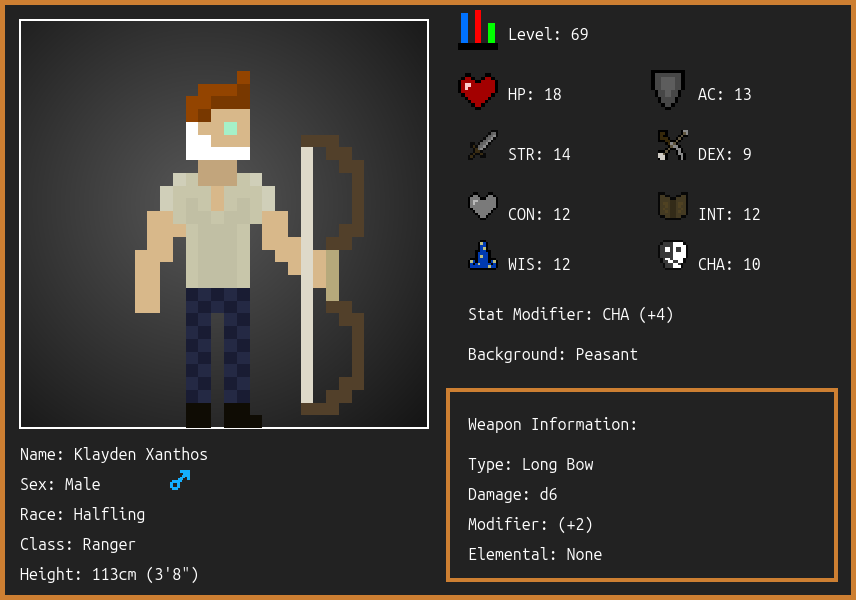 Level: 69
HP: 18
AC: 13
STR: 14
DEX: 9
CON: 12
INT: 12
WIS: 12
CHA: 10
Stat Modifier: CHA (+4)
Background: Peasant
Weapon Information:
Type: Long Bow
Damage: d6
Modifier: (+2)
Elemental: None
Name: Klayden Xanthos
Sex: Male
Race: Halfling
Class: Ranger
Height: 113cm (3'8")